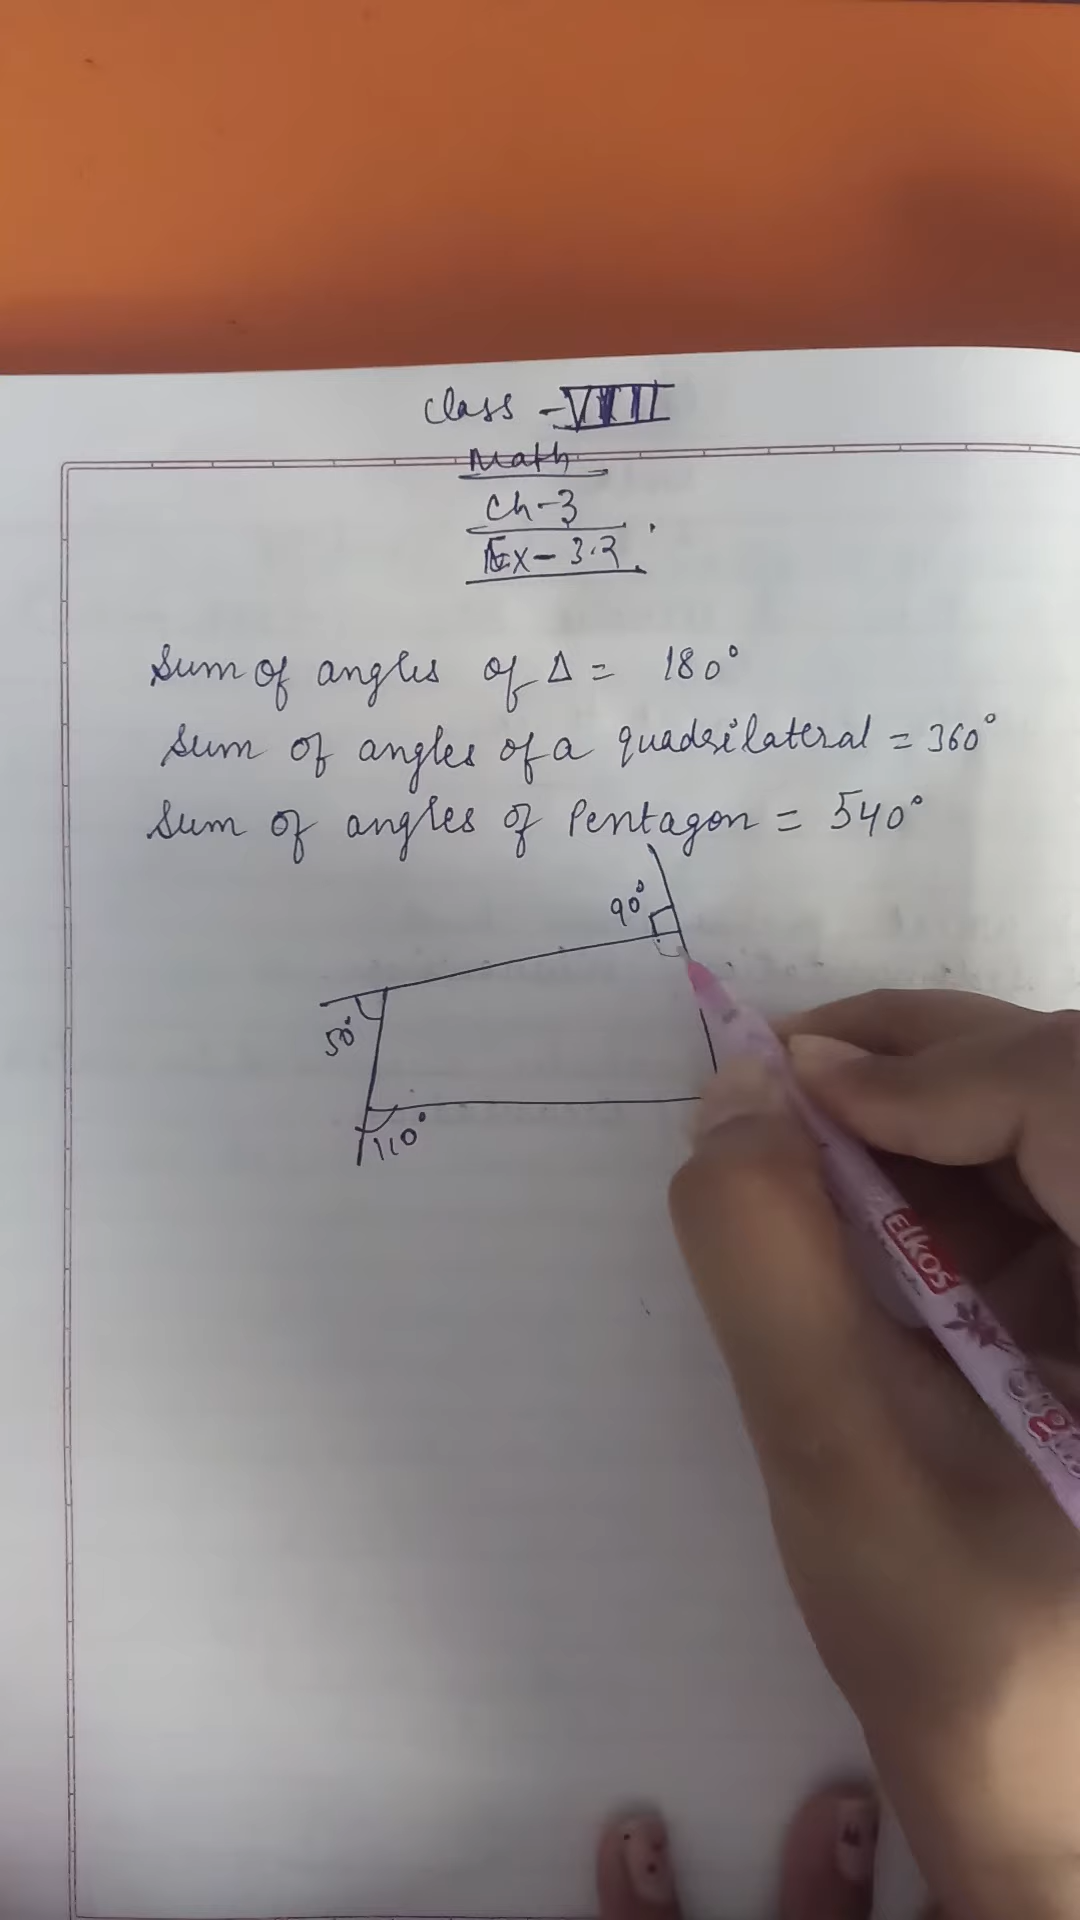 Class - VIII
Math
Ch-3
Ex - 3.2
Sum of angles of Δ = 180°
Sum of angles of a quadrilateral = 360°
Sum of angles of Pentagon = 540°
90°
50°
110°
Elkos